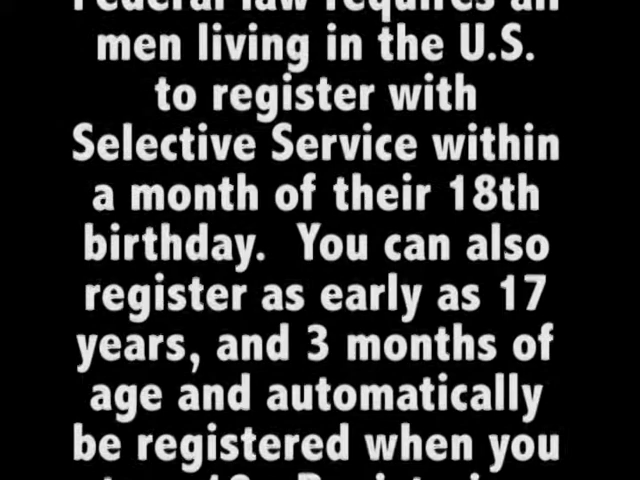 Federal law requires all
men living in the U.S.
to register with
Selective Service within
a month of their 18th
birthday.  You can also
register as early as 17
years, and 3 months of
age and automatically
be registered when you